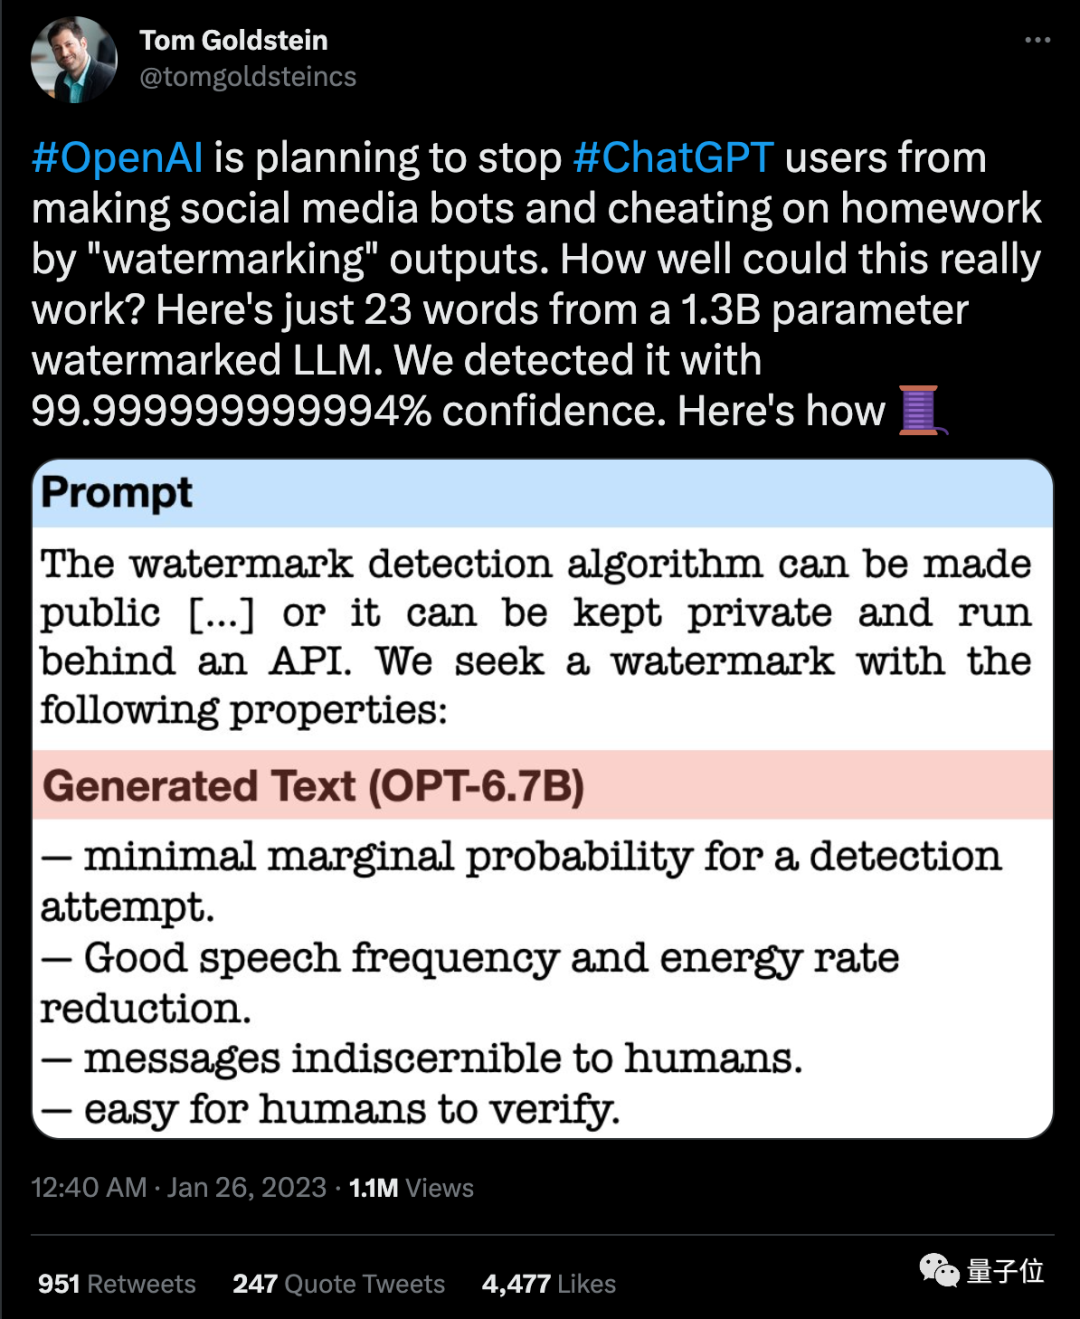 Tom Goldstein
@tomgoldsteincs
#OpenAI is planning to stop #ChatGPT users from
making social media bots and cheating on homework
by "watermarking" outputs. How well could this really
work? Here's just 23 words from a 1.3B parameter
watermarked LLM. We detected it with
99.999999999994% confidence. Here's how 🧵
Prompt
The watermark detection algorithm can be made
public [...] or it can be kept private and run
behind an API. We seek a watermark with the
following properties:
Generated Text (OPT-6.7B)
— minimal marginal probability for a detection
attempt.
— Good speech frequency and energy rate
reduction.
— messages indiscernible to humans.
— easy for humans to verify.
12:40 AM · Jan 26, 2023 · 1.1M Views
951 Retweets 247 Quote Tweets 4,477 Likes
量子位